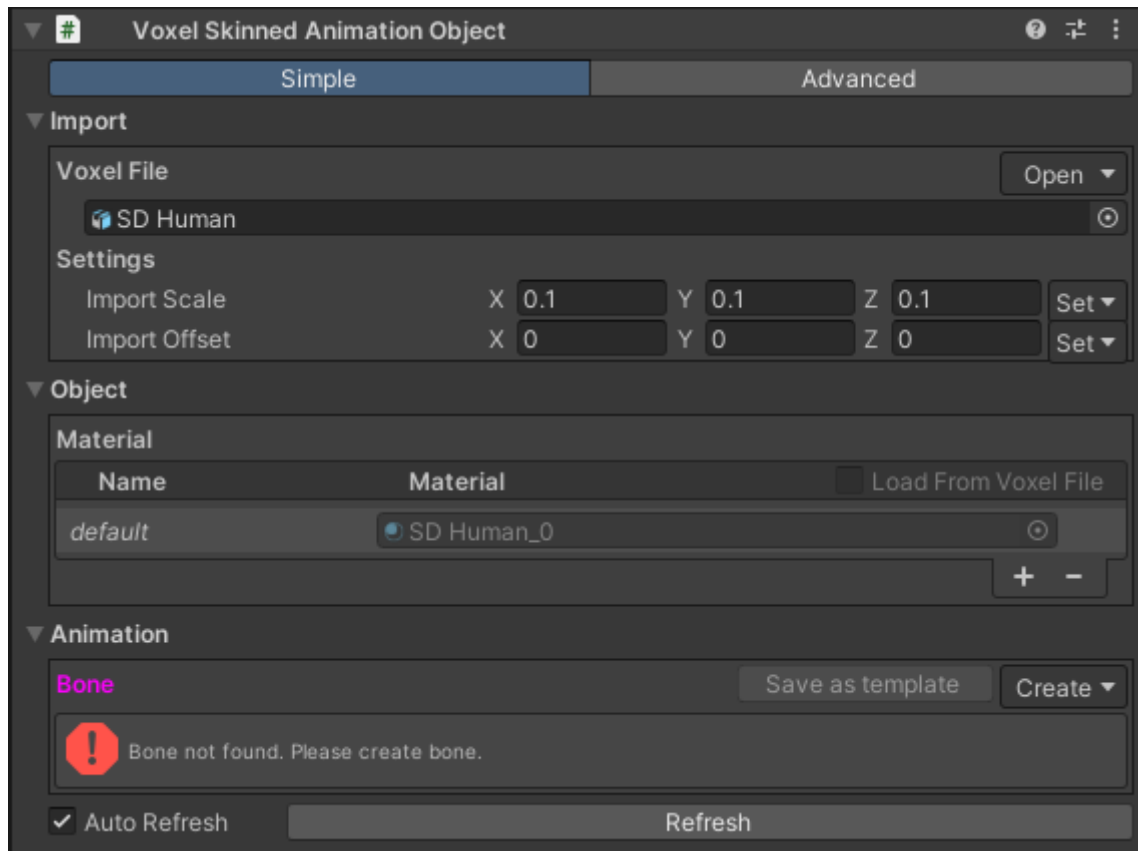 Voxel Skinned Animation Object
Simple Advanced
Import
Voxel File Open
SD Human
Settings
Import Scale X 0.1 Y 0.1 Z 0.1 Set
Import Offset X 0 Y 0 Z 0 Set
Object
Material
Name Material Load From Voxel File
default SD Human_0
+ -
Animation
Bone Save as template Create
Bone not found. Please create bone.
Auto Refresh Refresh